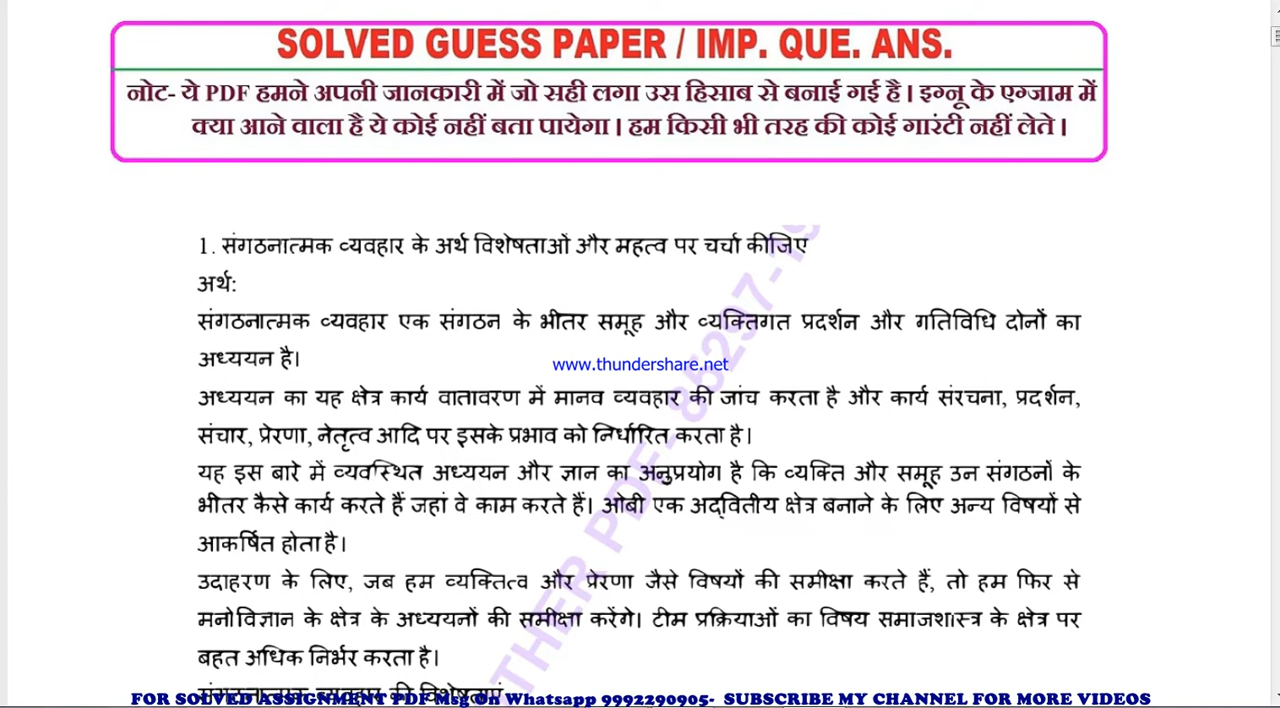 SOLVED GUESS PAPER / IMP. QUE. ANS.
नोट- ये PDF हमने अपनी जानकारी में जो सही लगा उस हिसाब से बनाई गई है। इग्नू के एग्जाम में
क्या आने वाला है ये कोई नहीं बता पायेगा। हम किसी भी तरह की कोई गारंटी नहीं लेते।
1. संगठनात्मक व्यवहार के अर्थ विशेषताओं और महत्व पर चर्चा कीजिए
अर्थ:
संगठनात्मक व्यवहार एक संगठन के भीतर समूह और व्यक्तिगत प्रदर्शन और गतिविधि दोनों का
अध्ययन है।
www.thundershare.net
अध्ययन का यह क्षेत्र कार्य वातावरण में मानव व्यवहार की जांच करता है और कार्य संरचना, प्रदर्शन,
संचार, प्रेरणा, नेतृत्व आदि पर इसके प्रभाव को निर्धारित करता है।
यह इस बारे में व्यवस्थित अध्ययन और ज्ञान का अनुप्रयोग है कि व्यक्ति और समूह उन संगठनों के
भीतर कैसे कार्य करते हैं जहां वे काम करते हैं। ओबी एक अद्वितीय क्षेत्र बनाने के लिए अन्य विषयों से
आकर्षित होता है।
उदाहरण के लिए, जब हम व्यक्तित्व और प्रेरणा जैसे विषयों की समीक्षा करते हैं, तो हम फिर से
मनोविज्ञान के क्षेत्र के अध्ययनों की समीक्षा करेंगे। टीम प्रक्रियाओं का विषय समाजशास्त्र के क्षेत्र पर
बहुत अधिक निर्भर करता है।
संगठनात्मक व्यवहार की विशेषताएं
FOR SOLVED ASSIGNMENT PDF Msg On Whatsapp 9992290905- SUBSCRIBE MY CHANNEL FOR MORE VIDEOS